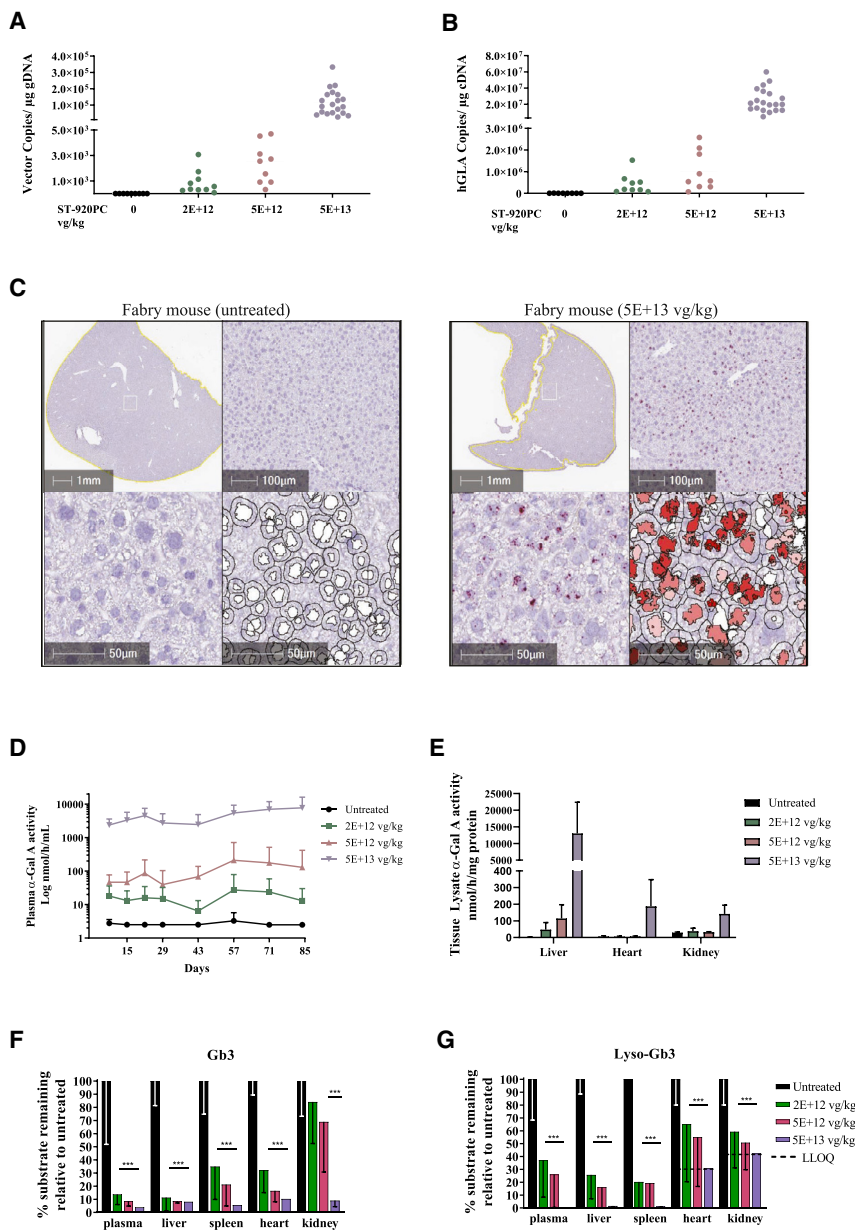 A
Vector Copies/ µg gDNA
4.0×10⁵
3.0×10⁵
2.0×10⁵
1.0×10⁵
5.0×10³
3.0×10³
1.0×10³
ST-920PC
vg/kg
0
2E+12
5E+12
5E+13
B
hGLA Copies/ µg cDNA
8.0×10⁷
6.0×10⁷
4.0×10⁷
2.0×10⁷
3.0×10⁶
2.0×10⁶
1.0×10⁶
0
ST-920PC
vg/kg
0
2E+12
5E+12
5E+13
C
Fabry mouse (untreated)
1mm
100µm
50µm
50µm
Fabry mouse (5E+13 vg/kg)
1mm
100µm
50µm
50µm
D
Plasma α-Gal A activity
Log nmol/h/mL
10000
1000
100
10
1
15
29
43
57
71
85
Days
Untreated
2E+12 vg/kg
5E+12 vg/kg
5E+13 vg/kg
E
Tissue Lysate α-Gal A activity
nmol/h/mg protein
25000
20000
15000
10000
5000
400
300
200
100
0
Liver
Heart
Kidney
Untreated
2E+12 vg/kg
5E+12 vg/kg
5E+13 vg/kg
F
Gb3
% substrate remaining
relative to untreated
100
90
80
70
60
50
40
30
20
10
0
***
***
***
***
***
plasma
liver
spleen
heart
kidney
G
Lyso-Gb3
% substrate remaining
relative to untreated
100
90
80
70
60
50
40
30
20
10
0
***
***
***
***
***
plasma
liver
spleen
heart
kidney
Untreated
2E+12 vg/kg
5E+12 vg/kg
5E+13 vg/kg
LLOQ